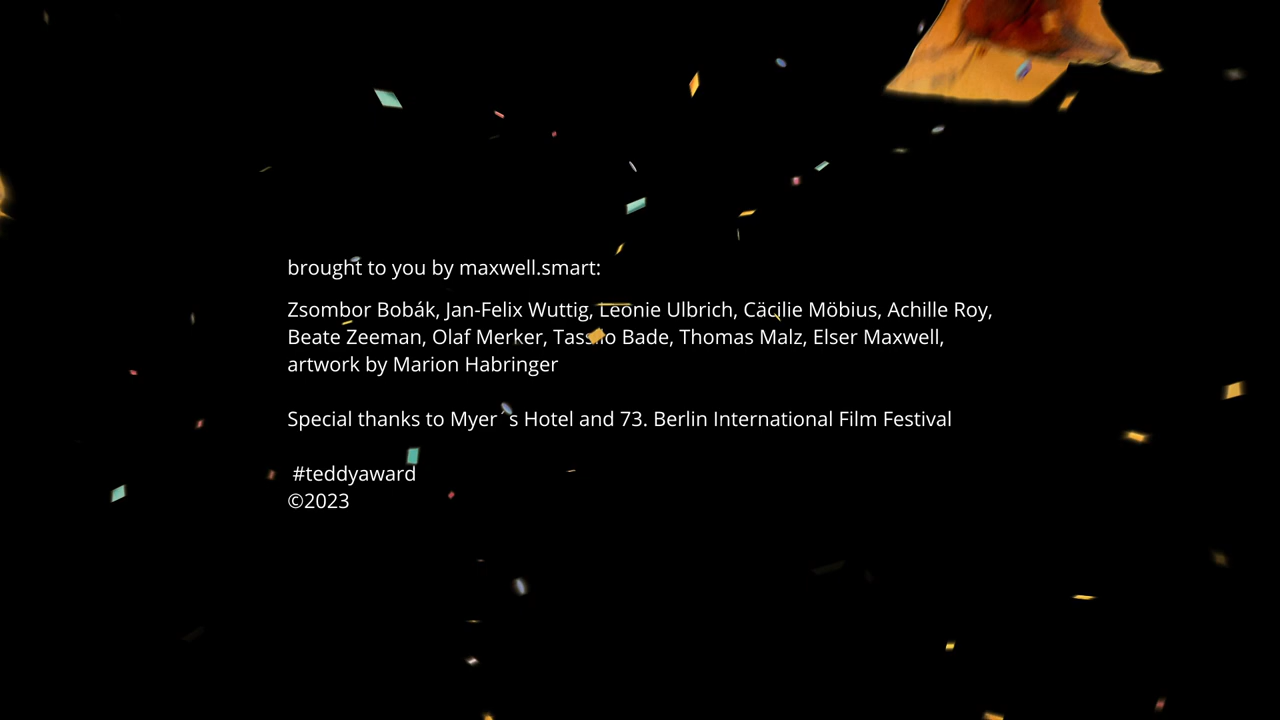 brought to you by maxwell.smart:
Zsombor Bobák, Jan-Felix Wuttig, Leonie Ulbrich, Cäcilie Möbius, Achille Roy,
Beate Zeeman, Olaf Merker, Tassilo Bade, Thomas Malz, Elser Maxwell,
artwork by Marion Habringer
Special thanks to Myer´s Hotel and 73. Berlin International Film Festival
#teddyaward
©2023